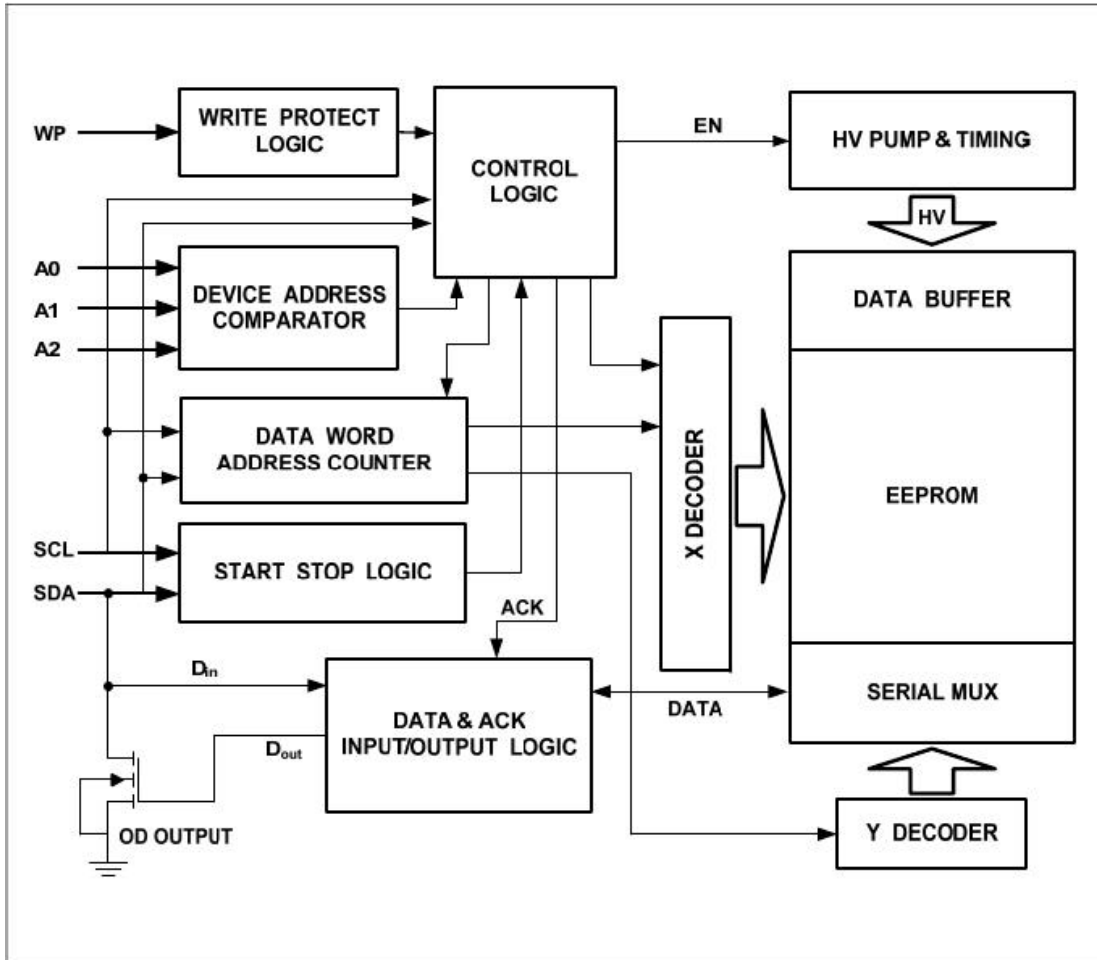 WRITE PROTECT
LOGIC
WP
CONTROL
LOGIC
EN
HV PUMP & TIMING
HV
A0
A1
A2
DEVICE ADDRESS
COMPARATOR
DATA BUFFER
DATA WORD
ADDRESS COUNTER
X DECODER
EEPROM
SCL
SDA
START STOP LOGIC
ACK
Din
DATA & ACK
INPUT/OUTPUT LOGIC
Dout
DATA
SERIAL MUX
OD OUTPUT
Y DECODER